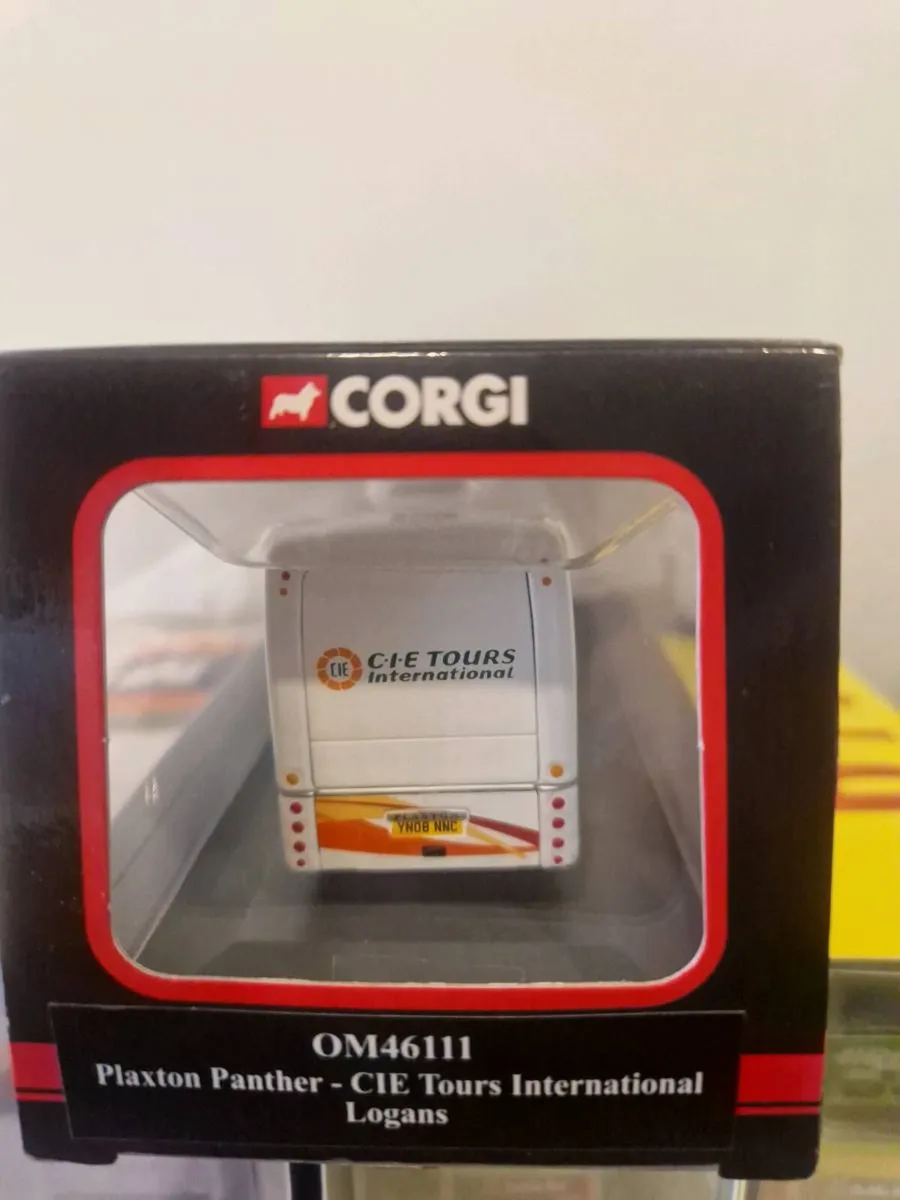 CORGI
CIE
C·I·E TOURS
International
PLAXTON
YN08 NNC
OM46111
Plaxton Panther - CIE Tours International
Logans